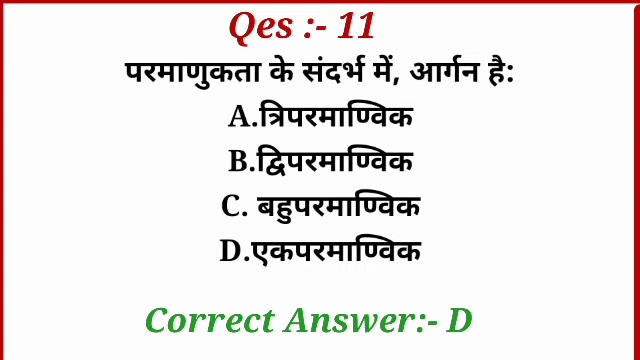 Qes :- 11
परमाणुकता के संदर्भ में, आर्गन है:
A.त्रिपरमाण्विक
B.द्विपरमाण्विक
C. बहुपरमाण्विक
D.एकपरमाण्विक
Correct Answer:- D